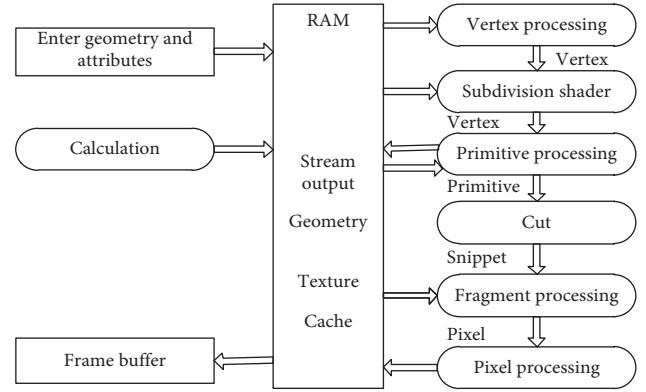 Enter geometry and
attributes
Calculation
Frame buffer
RAM
Stream
output
Geometry
Texture
Cache
Vertex processing
Vertex
Subdivision shader
Vertex
Primitive processing
Primitive
Cut
Snippet
Fragment processing
Pixel
Pixel processing